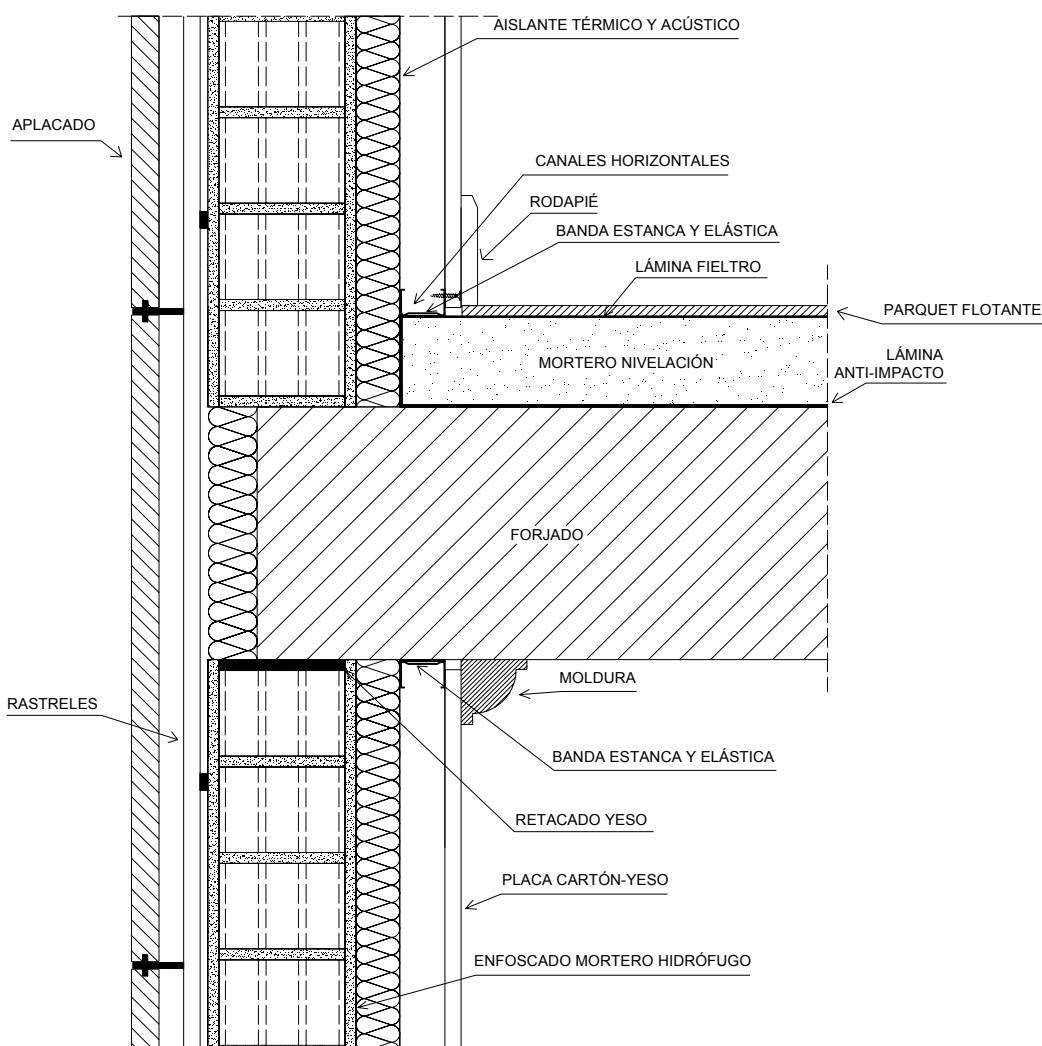 AISLANTE TÉRMICO Y ACÚSTICO
APLACADO
CANALES HORIZONTALES
RODAPIÉ
BANDA ESTANCA Y ELÁSTICA
LÁMINA FIELTRO
PARQUET FLOTANTE
MORTERO NIVELACIÓN
LÁMINA
ANTI-IMPACTO
FORJADO
MOLDURA
RASTRELES
BANDA ESTANCA Y ELÁSTICA
RETACADO YESO
PLACA CARTÓN-YESO
ENFOSCADO MORTERO HIDRÓFUGO